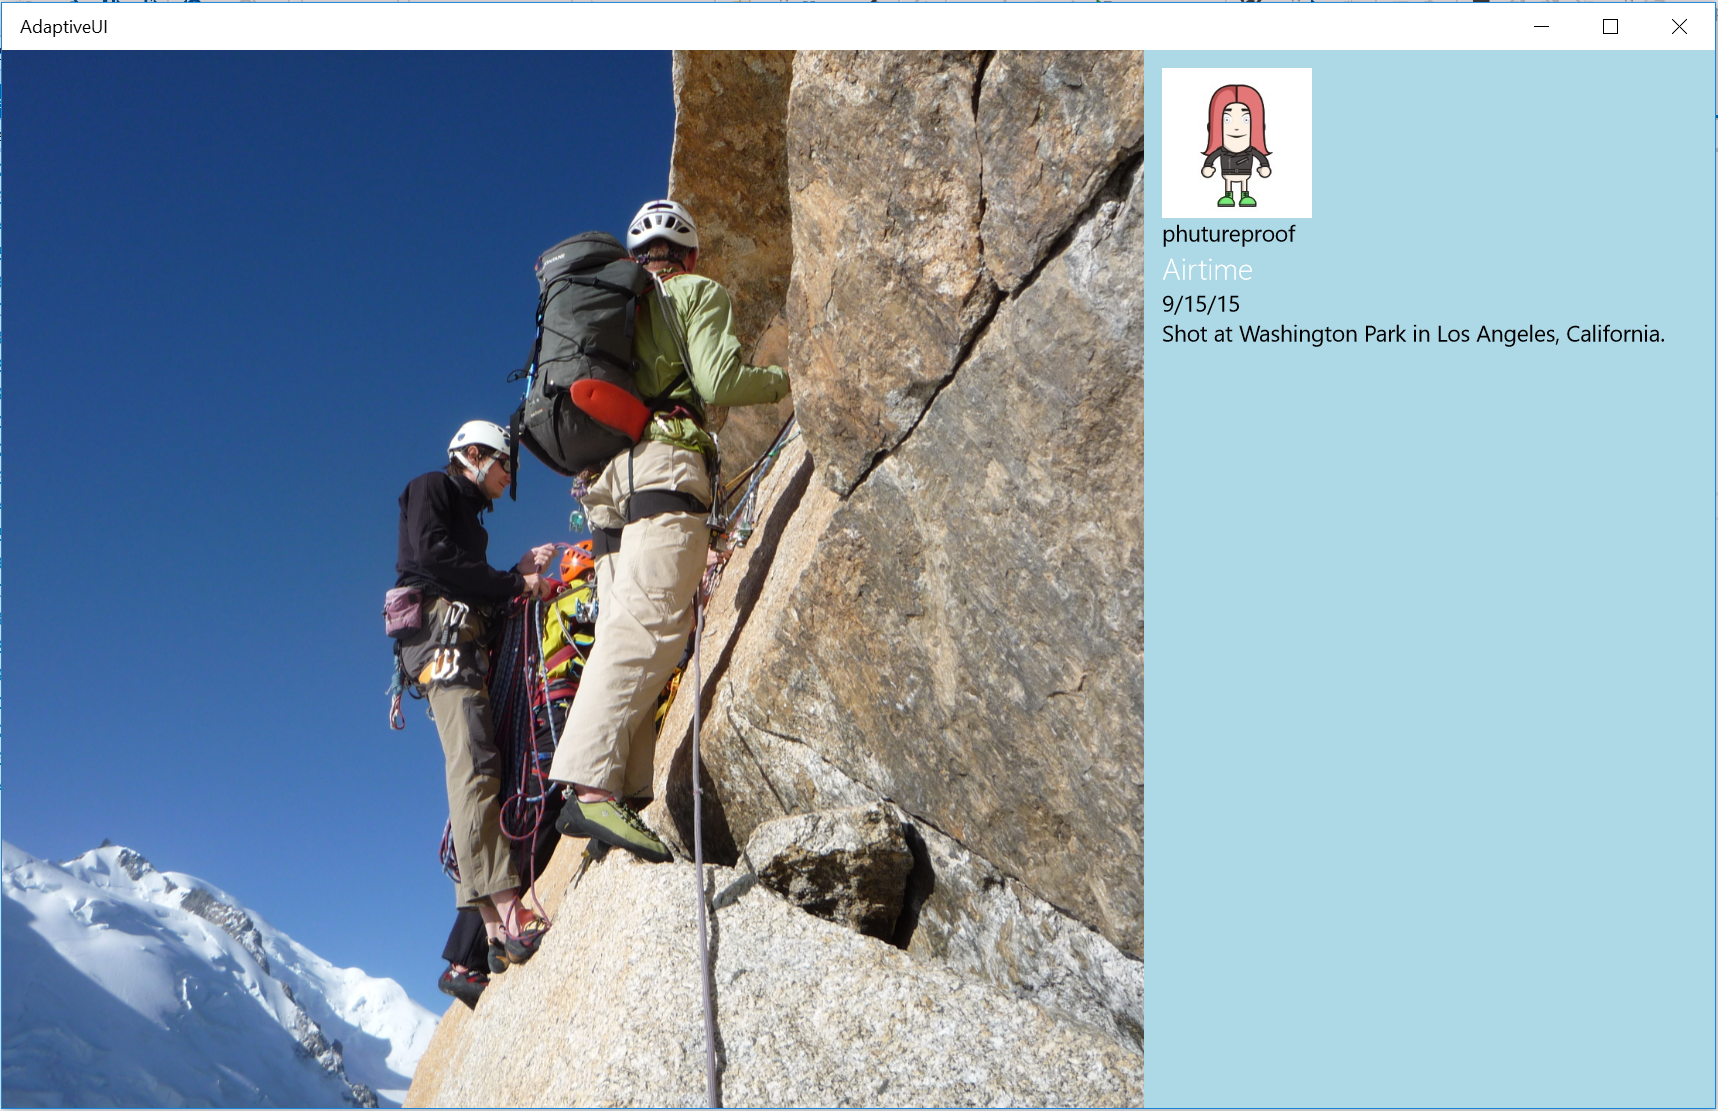 AdaptiveUI
phutureproof
Airtime
9/15/15
Shot at Washington Park in Los Angeles, California.